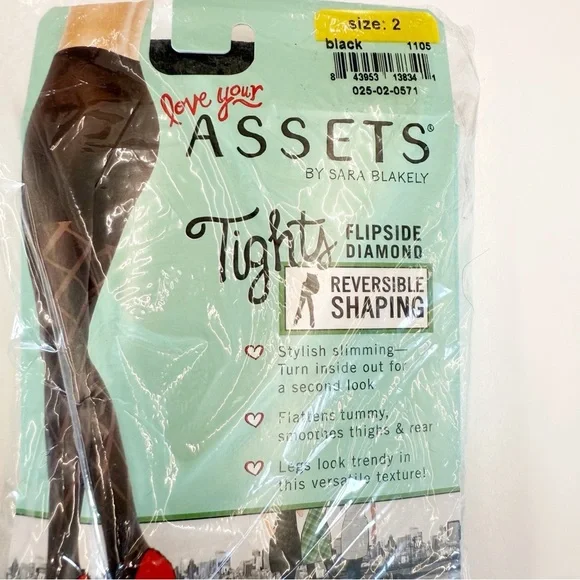 size: 2
black 1105
8 43953 13834 1
025-02-0571
love your
ASSETS®
BY SARA BLAKELY
Tights FLIPSIDE
DIAMOND
REVERSIBLE
SHAPING
Stylish slimming—
Turn inside out for
a second look
Flattens tummy,
smoothes thighs & rear
Legs look trendy in
this versatile texture!